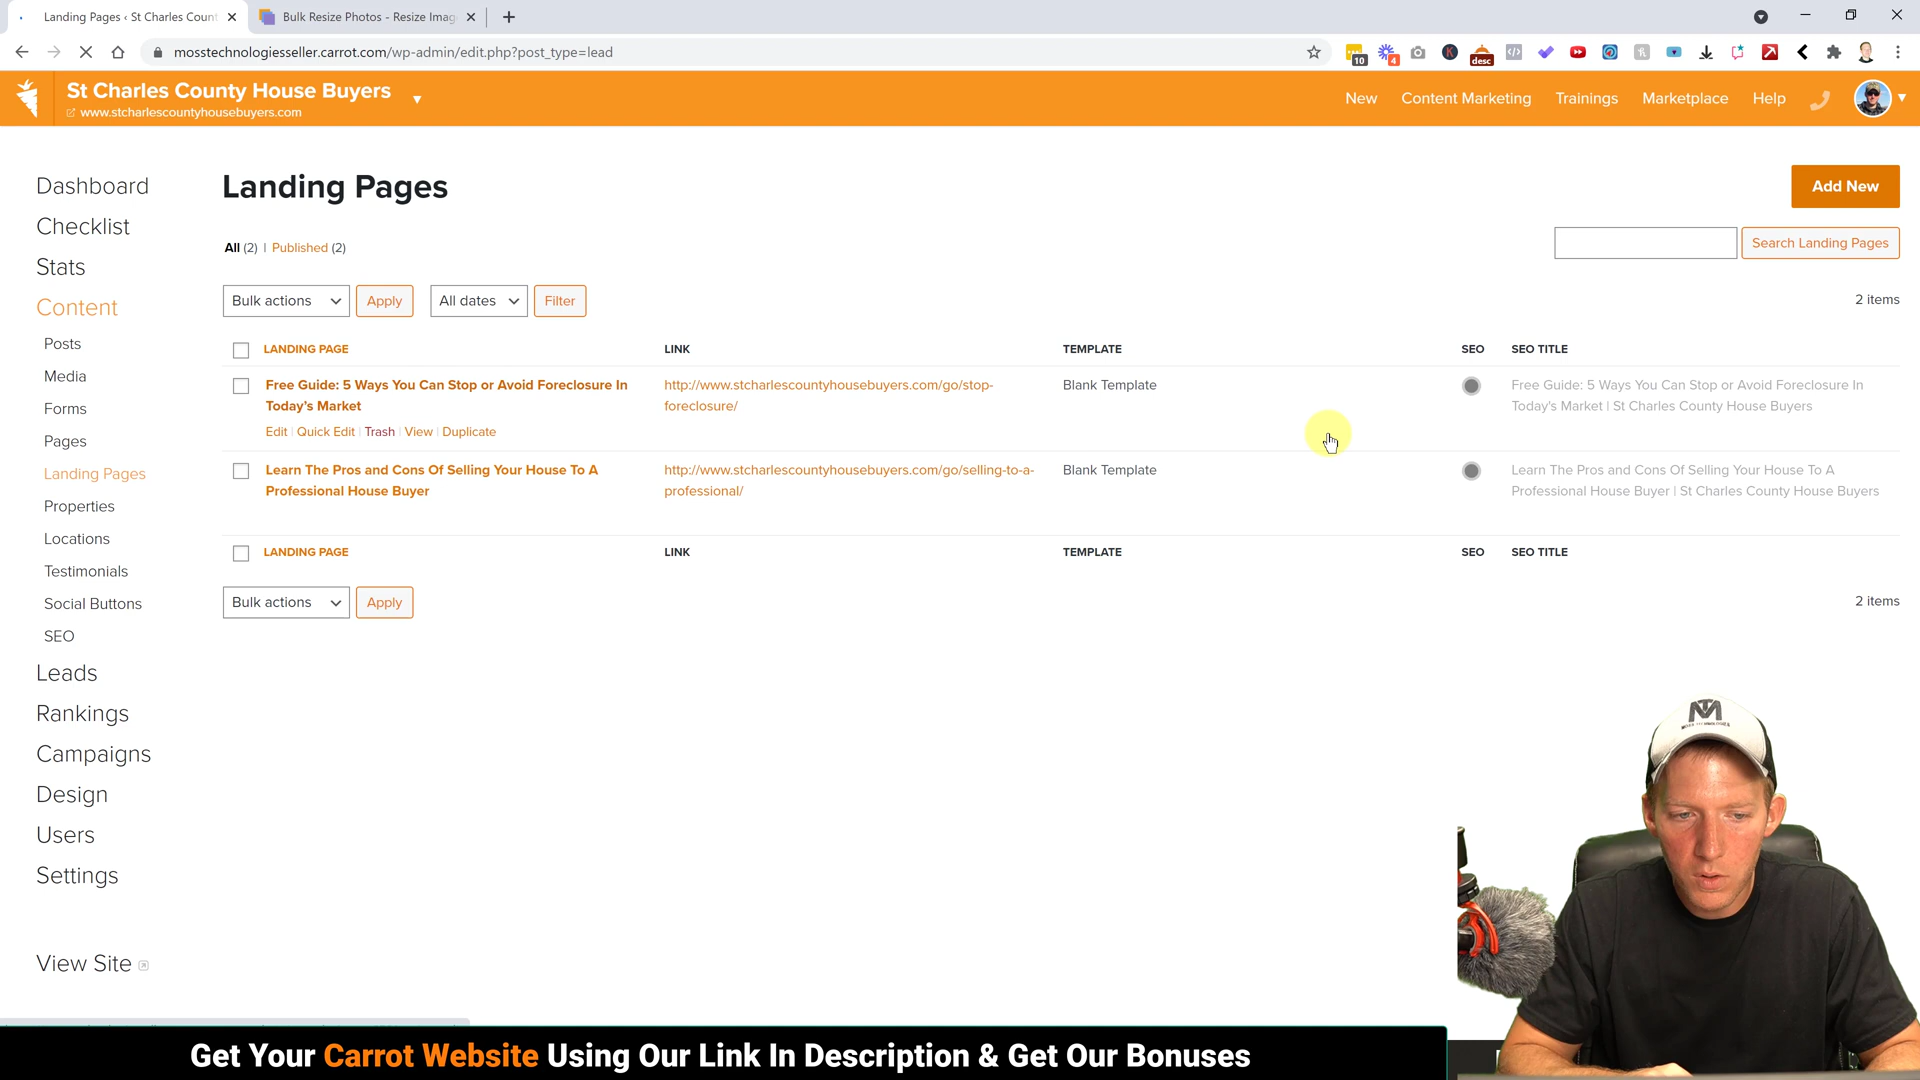 Landing Pages ‹ St Charles Coun
Bulk Resize Photos - Resize Imag
mosstechnologiesseller.carrot.com/wp-admin/edit.php?post_type=lead
10
4
desc
St Charles County House Buyers
www.stcharlescountyhousebuyers.com
New
Content Marketing
Trainings
Marketplace
Help
Dashboard
Checklist
Stats
Content
Posts
Media
Forms
Pages
Landing Pages
Properties
Locations
Testimonials
Social Buttons
SEO
Leads
Rankings
Campaigns
Design
Users
Settings
View Site
Landing Pages
Add New
All (2) | Published (2)
Search Landing Pages
Bulk actions
Apply
All dates
Filter
2 items
LANDING PAGE LINK TEMPLATE SEO SEO TITLE
Free Guide: 5 Ways You Can Stop or Avoid Foreclosure In
Today's Market
Edit | Quick Edit | Trash | View | Duplicate
http://www.stcharlescountyhousebuyers.com/go/stop-
foreclosure/
Blank Template
Free Guide: 5 Ways You Can Stop or Avoid Foreclosure In
Today's Market | St Charles County House Buyers
Learn The Pros and Cons Of Selling Your House To A
Professional House Buyer
http://www.stcharlescountyhousebuyers.com/go/selling-to-a-
professional/
Blank Template
Learn The Pros and Cons Of Selling Your House To A
Professional House Buyer | St Charles County House Buyers
LANDING PAGE LINK TEMPLATE SEO SEO TITLE
Bulk actions
Apply
2 items
Get Your Carrot Website Using Our Link In Description & Get Our Bonuses